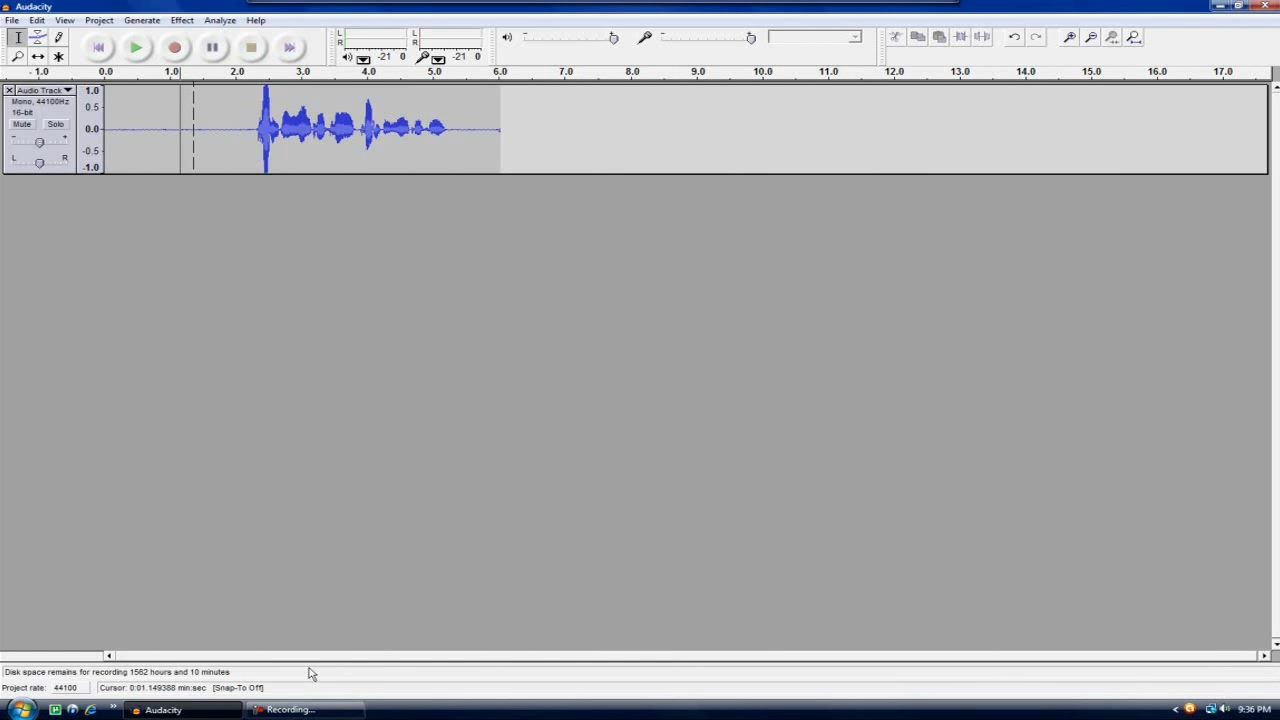 Audacity
File Edit View Project Generate Effect Analyze Help
L
R
-21 0
L
R
-21 0
- 1.0 0.0 1.0 2.0 3.0 4.0 5.0 6.0 7.0 8.0 9.0 10.0 11.0 12.0 13.0 14.0 15.0 16.0 17.0
Audio Track
Mono, 44100Hz
16-bit
Mute Solo
- +
L R
1.0
0.5
0.0
-0.5
-1.0
Disk space remains for recording 1562 hours and 10 minutes
Project rate: 44100 Cursor: 0:01.149388 min:sec [Snap-To Off]
Audacity Recording... 9:36 PM